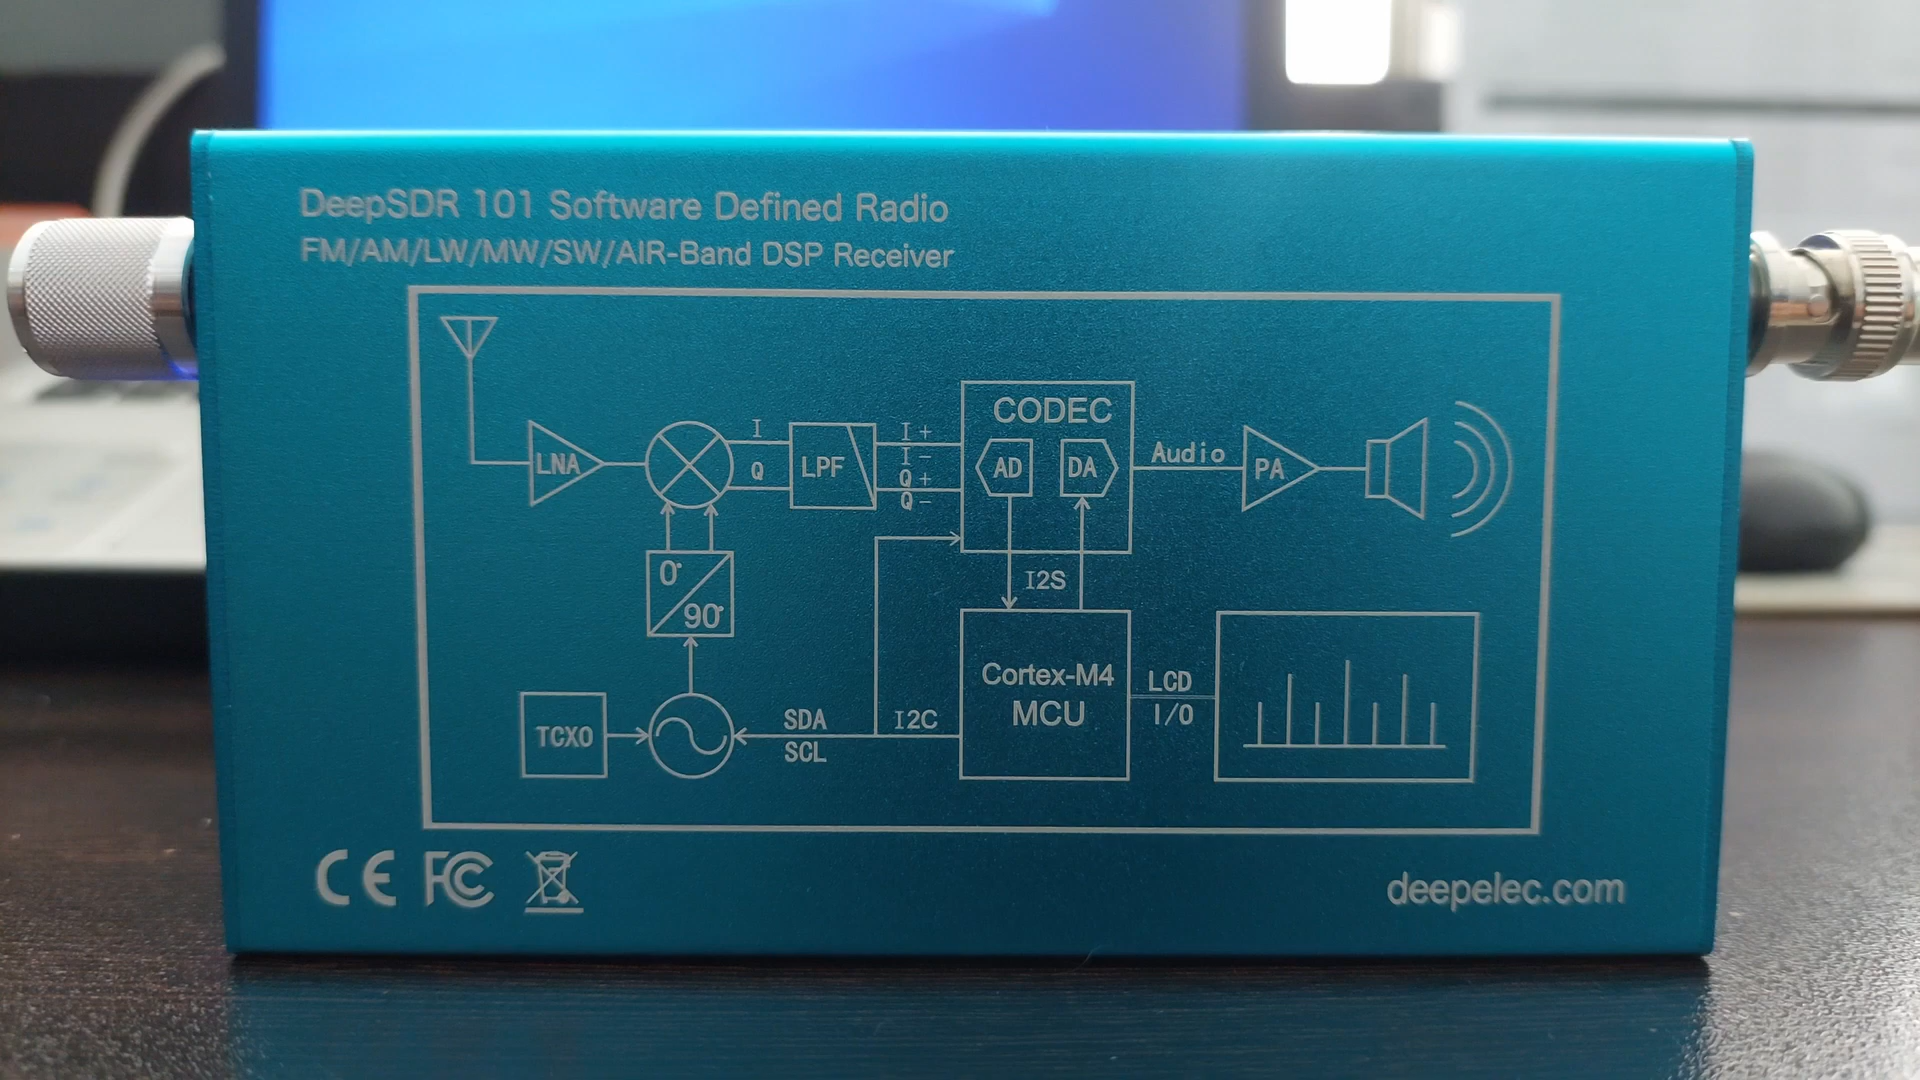 DeepSDR 101 Software Defined Radio
FM/AM/LW/MW/SW/AIR-Band DSP Receiver
LNA
I
Q
LPF
I+
I-
Q+
Q-
CODEC
AD
DA
Audio
PA
0°
90°
I2S
TCXO
SDA
SCL
I2C
Cortex-M4
MCU
LCD
I/O
CE FC
deepelec.com